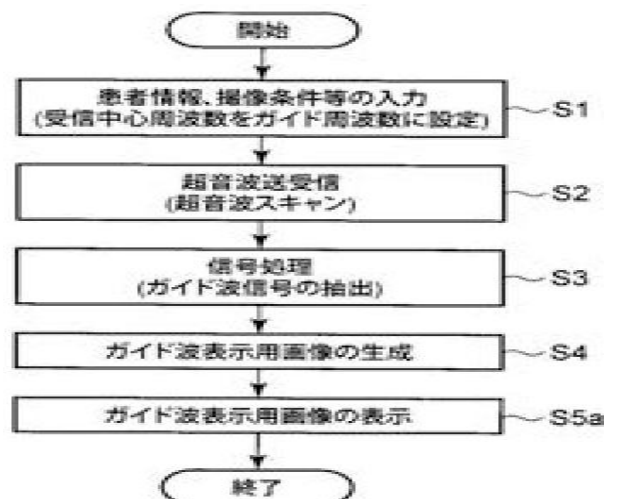 開始
患者情報、撮像条件等の入力
(受信中心周波数をガイド周波数に設定)
S1
超音波送受信
(超音波スキャン)
S2
信号処理
(ガイド波信号の抽出)
S3
ガイド波表示用画像の生成
S4
ガイド波表示用画像の表示
S5a
終了